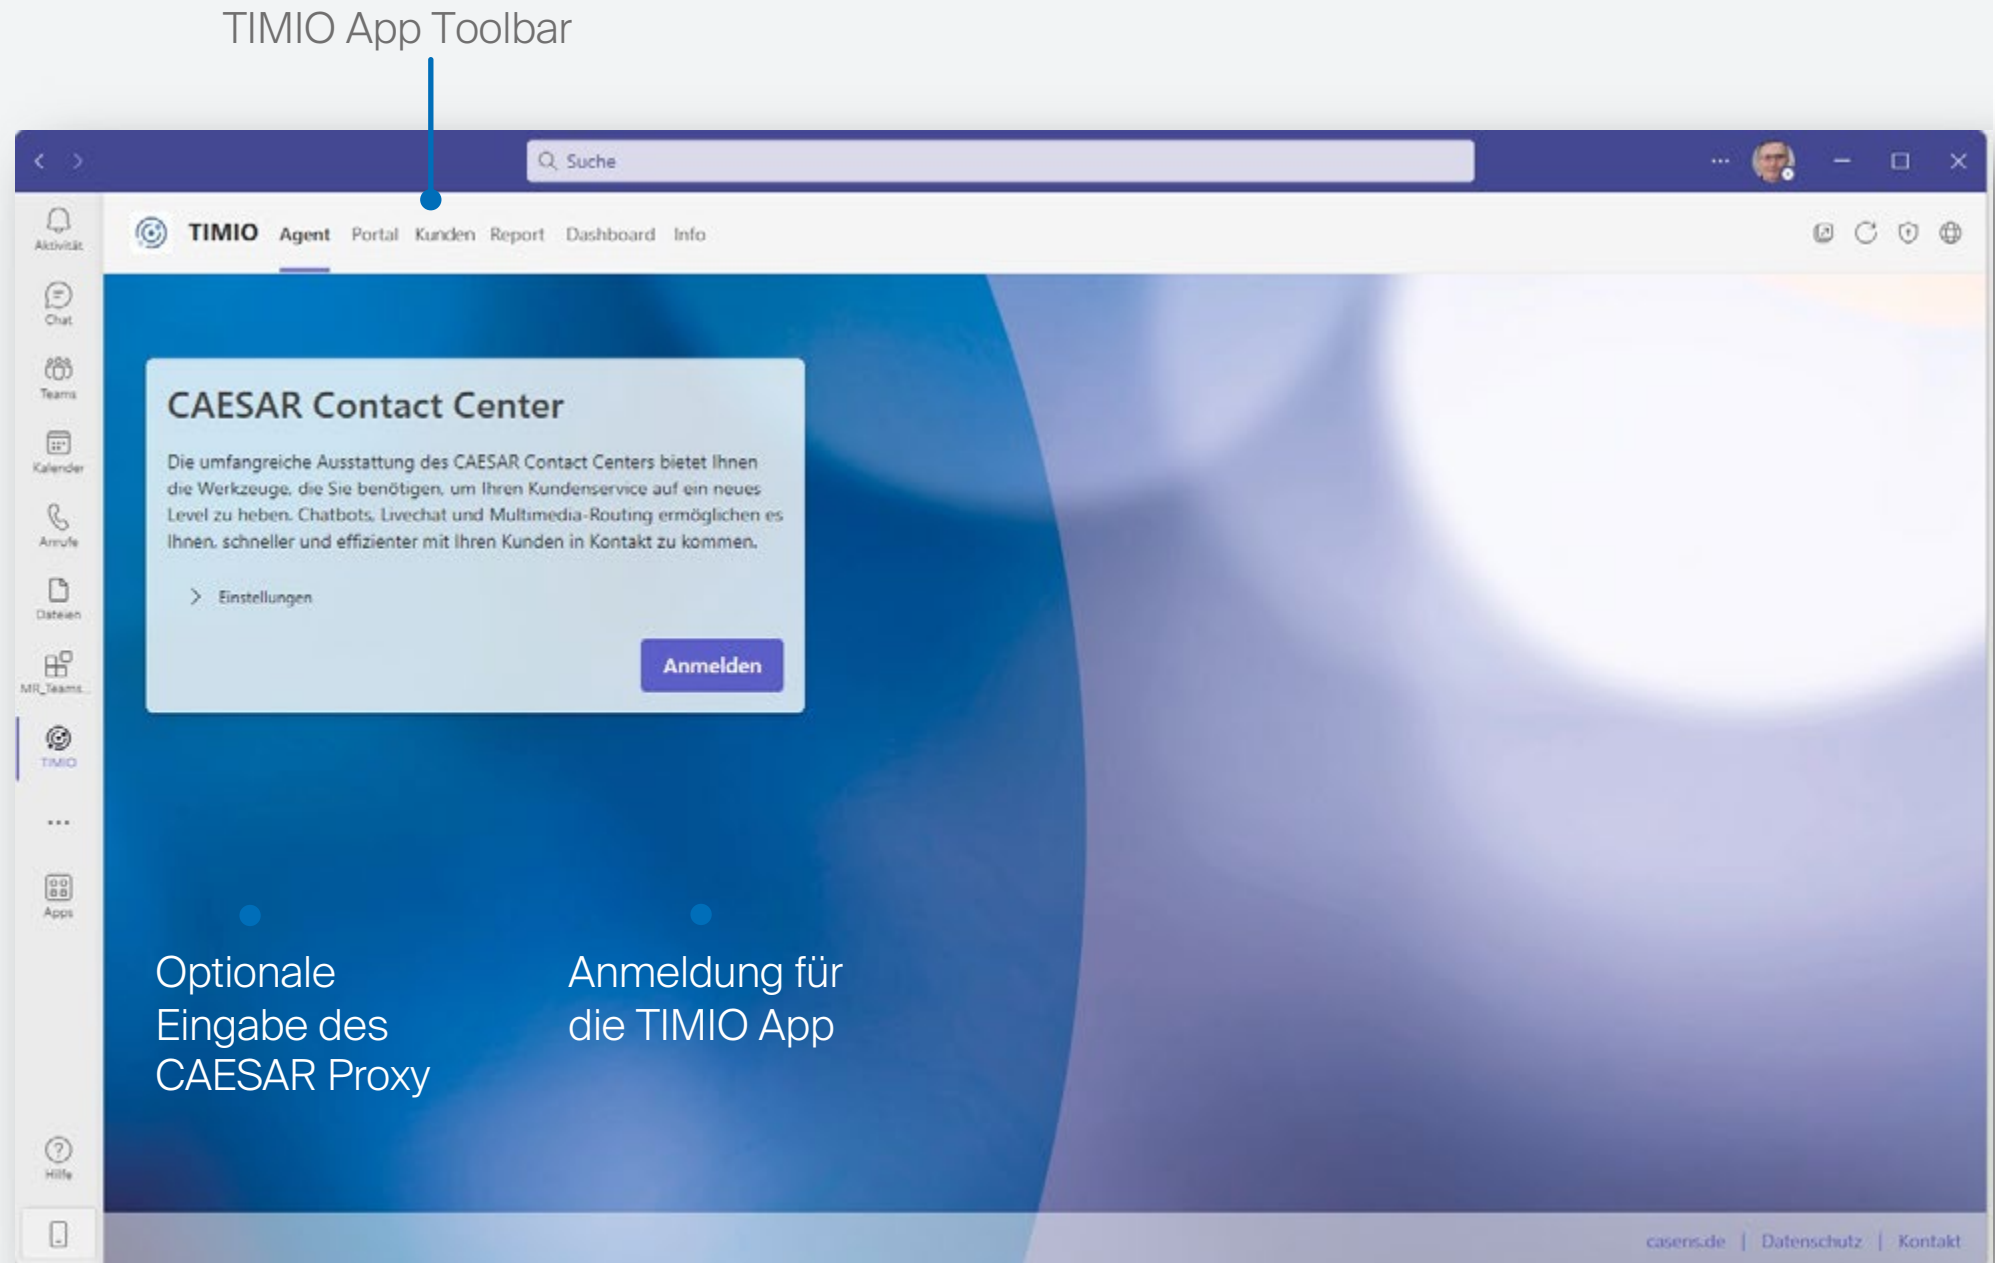 TIMIO App Toolbar
Suche
Aktivität
TIMIO Agent Portal Kunden Report Dashboard Info
Chat
Teams
Kalender
Anrufe
Dateien
MR_Teams...
TIMIO
Apps
Hilfe
CAESAR Contact Center
Die umfangreiche Ausstattung des CAESAR Contact Centers bietet Ihnen
die Werkzeuge, die Sie benötigen, um Ihren Kundenservice auf ein neues
Level zu heben. Chatbots, Livechat und Multimedia-Routing ermöglichen es
Ihnen, schneller und effizienter mit Ihren Kunden in Kontakt zu kommen.
Einstellungen
Anmelden
Optionale
Eingabe des
CAESAR Proxy
Anmeldung für
die TIMIO App
casens.de | Datenschutz | Kontakt